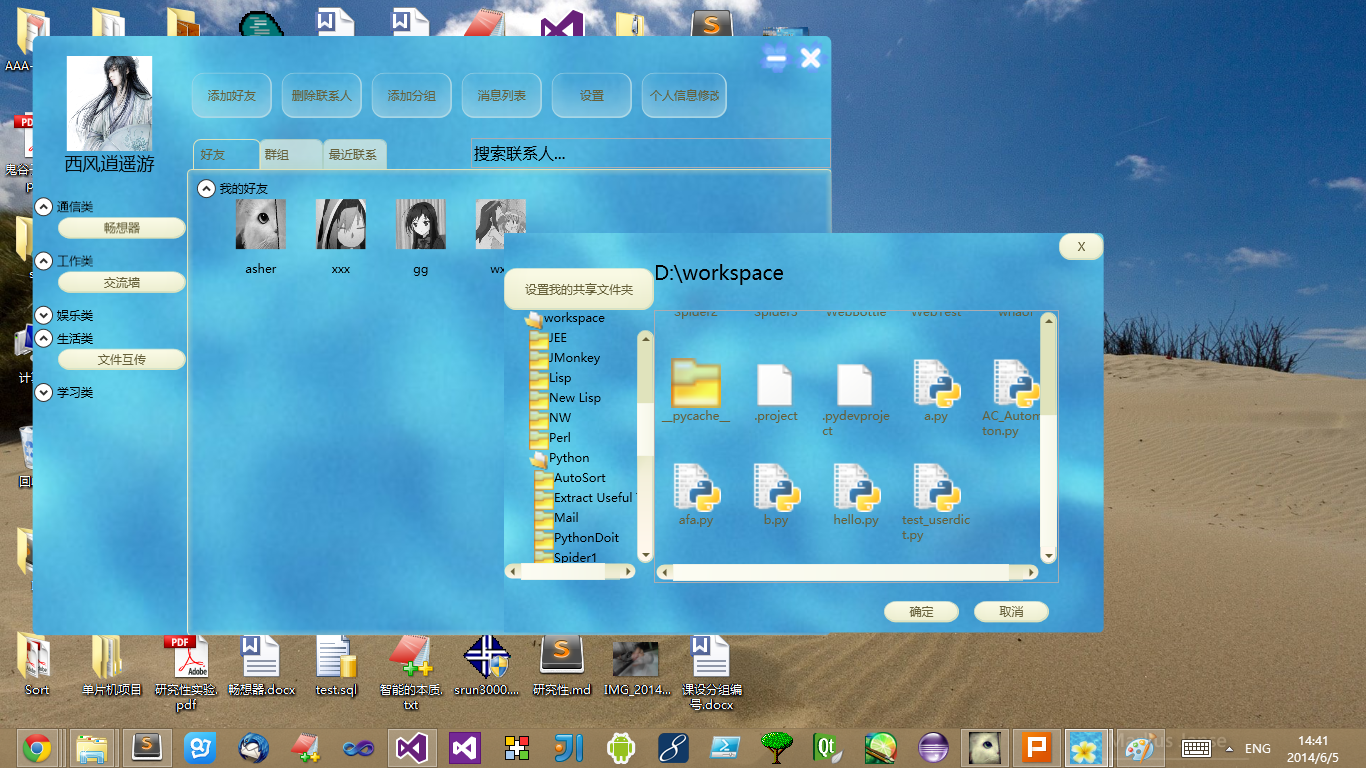 AAA-
添加好友
删除联系人
添加分组
消息列表
设置
个人信息修改
西风逍遥游
好友
群组
最近联系
搜索联系人...
我的好友
asher
xxx
gg
wx
通信类
畅想器
工作类
交流墙
娱乐类
生活类
文件互传
学习类
X
设置我的共享文件夹
D:\workspace
workspace
JEE
JMonkey
Lisp
New Lisp
NW
Perl
Python
AutoSort
Extract Useful
Mail
PythonDoit
Spider1
Spider2
Spider3
WebBottle
WebTest
whaor
__pycache__
.project
.pydevproje
ct
a.py
AC_Autom
ton.py
afa.py
b.py
hello.py
test_userdic
t.py
确定
取消
PDF
Adobe
Sort
单片机项目
研究性实验.
pdf
畅想器.docx
test.sql
智能的本质.
txt
srun3000....
研究性.md
IMG_2014...
课设分组编
号.docx
ENG
14:41
2014/6/5